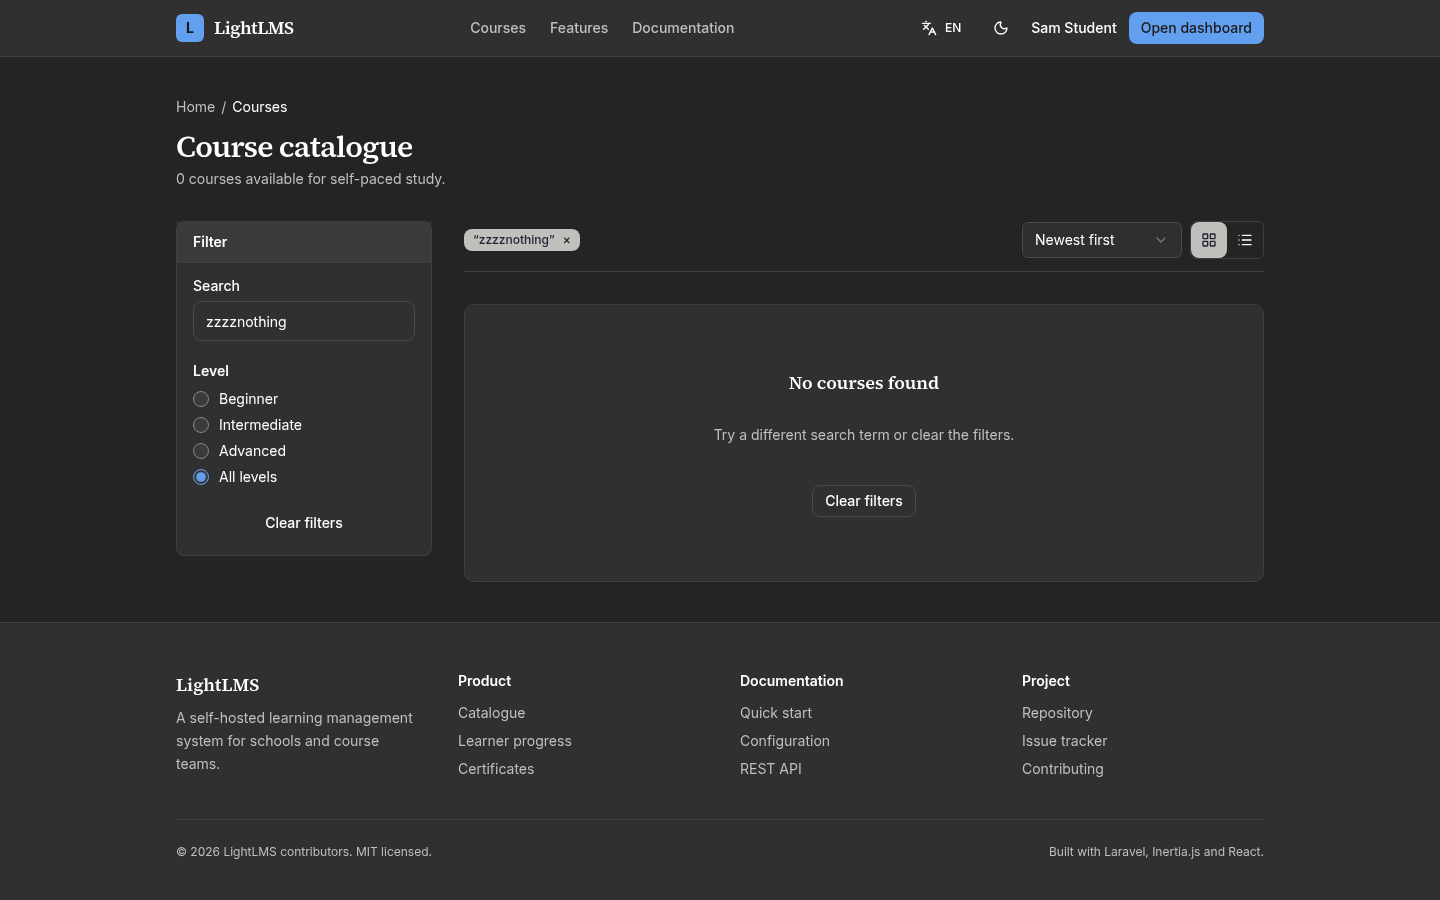 L LightLMS
Courses Features Documentation
EN
Sam Student
Open dashboard
Home / Courses
Course catalogue
0 courses available for self-paced study.
Filter
Search
zzzznothing
Level
Beginner
Intermediate
Advanced
All levels
Clear filters
“zzzznothing” ×
Newest first
No courses found
Try a different search term or clear the filters.
Clear filters
LightLMS
A self-hosted learning management
system for schools and course
teams.
Product
Catalogue
Learner progress
Certificates
Documentation
Quick start
Configuration
REST API
Project
Repository
Issue tracker
Contributing
© 2026 LightLMS contributors. MIT licensed.
Built with Laravel, Inertia.js and React.